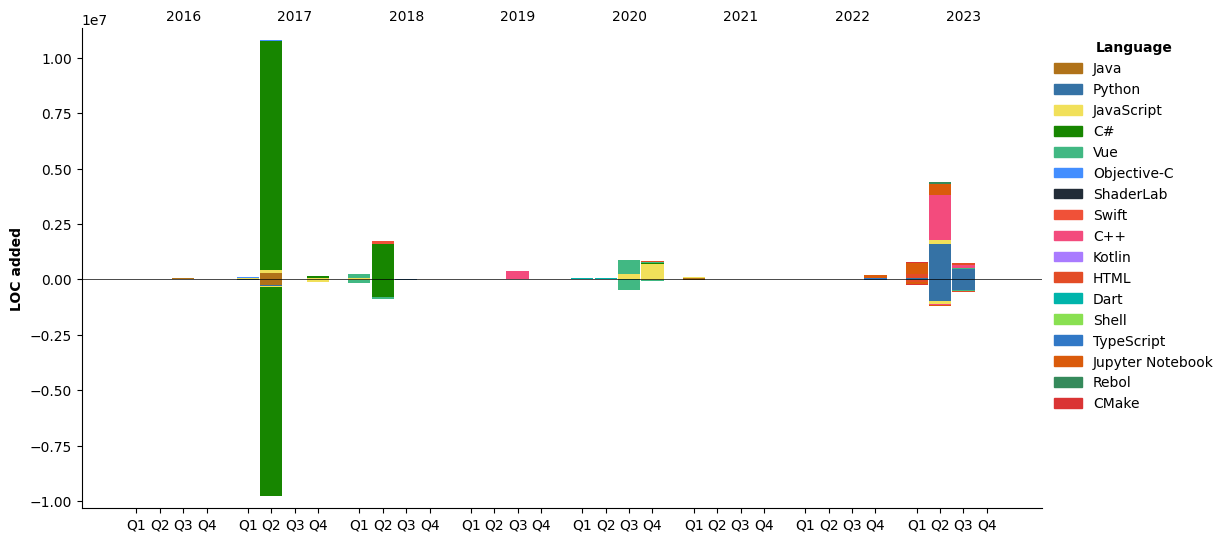 2016 2017 2018 2019 2020 2021 2022 2023
1e7
1.00
0.75
0.50
0.25
0.00
−0.25
−0.50
−0.75
−1.00
LOC added
Q1 Q2 Q3 Q4 Q1 Q2 Q3 Q4 Q1 Q2 Q3 Q4 Q1 Q2 Q3 Q4 Q1 Q2 Q3 Q4 Q1 Q2 Q3 Q4 Q1 Q2 Q3 Q4 Q1 Q2 Q3 Q4
Language
Java
Python
JavaScript
C#
Vue
Objective-C
ShaderLab
Swift
C++
Kotlin
HTML
Dart
Shell
TypeScript
Jupyter Notebook
Rebol
CMake